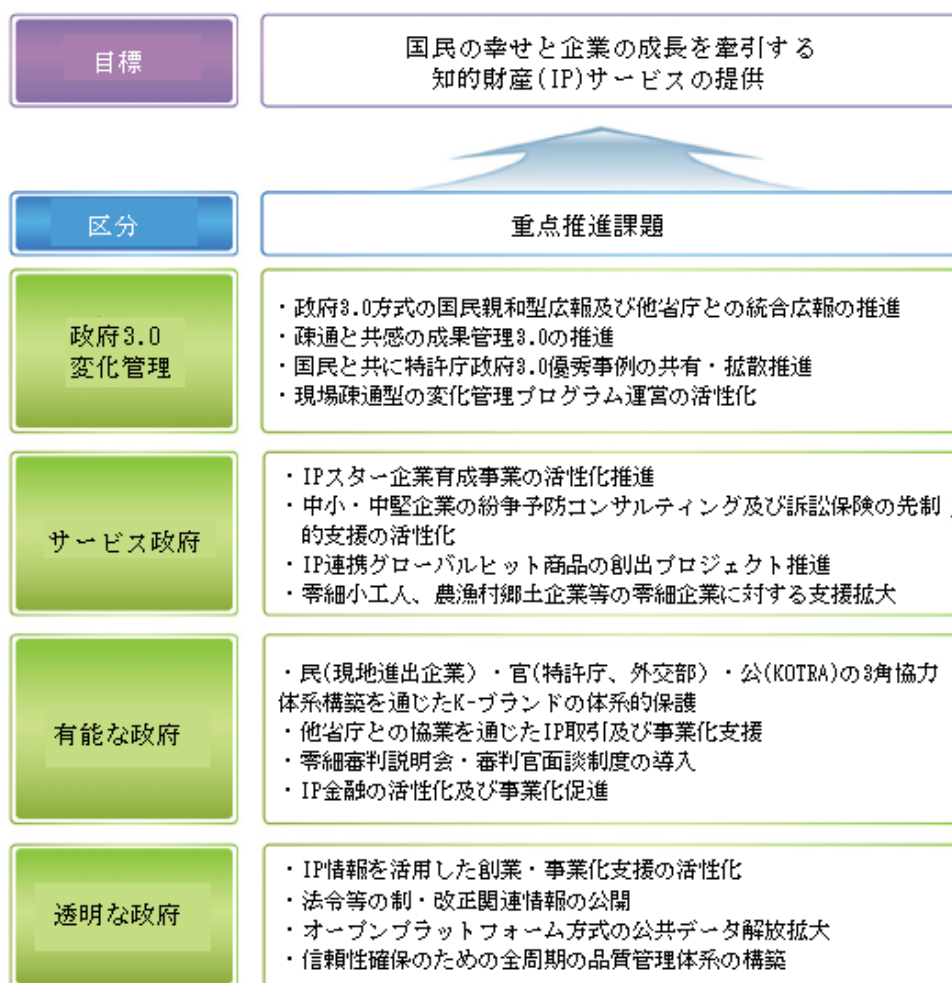 目標
国民の幸せと企業の成長を牽引する
知的財産(IP)サービスの提供
区分
重点推進課題
政府3.0
変化管理
・政府3.0方式の国民親和型広報及び他省庁との統合広報の推進
・疎通と共感の成果管理3.0の推進
・国民と共に特許庁政府3.0優秀事例の共有・拡散推進
・現場疎通型の変化管理プログラム運営の活性化
サービス政府
・IPスター企業育成事業の活性化推進
・中小・中堅企業の紛争予防コンサルティング及び訴訟保険の先制
的支援の活性化
・IP連携グローバルヒット商品の創出プロジェクト推進
・零細小工人、農漁村郷土企業等の零細企業に対する支援拡大
有能な政府
・民(現地進出企業）・官(特許庁、外交部）・公(KOTRA)の3角協力
体系構築を通じたK-ブランドの体系的保護
・他省庁との協業を通じたIP取引及び事業化支援
・零細審判説明会・審判官面談制度の導入
・IP金融の活性化及び事業化促進
透明な政府
・IP情報を活用した創業・事業化支援の活性化
・法令等の制・改正関連情報の公開
・オープンプラットフォーム方式の公共データ解放拡大
・信頼性確保のための全周期の品質管理体系の構築